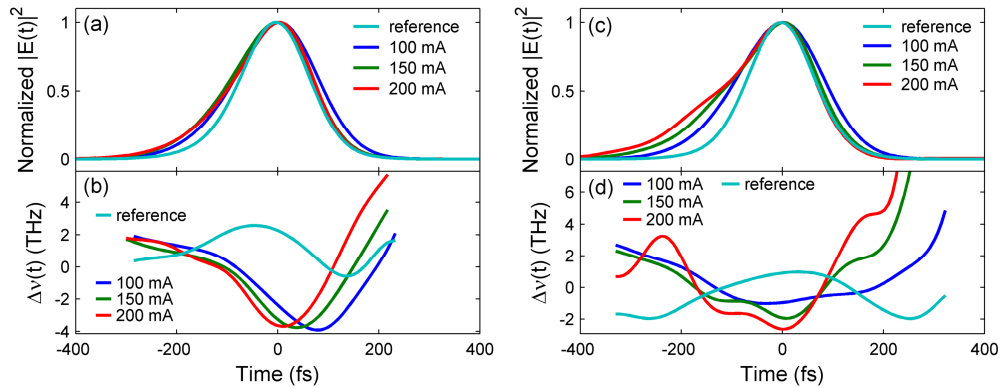 Normalized |E(t)|²
1
0.5
0
(a)
reference
100 mA
150 mA
200 mA
Δν(t) (THz)
4
2
0
-2
-4
(b)
reference
100 mA
150 mA
200 mA
-400 -200 0 200 400
Time (fs)
Normalized |E(t)|²
1
0.5
0
(c)
reference
100 mA
150 mA
200 mA
Δν(t) (THz)
6
4
2
0
-2
(d)
100 mA reference
150 mA
200 mA
-400 -200 0 200 400
Time (fs)